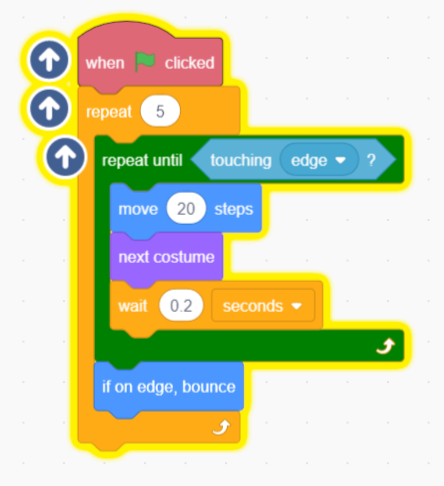 when clicked
repeat 5
repeat until touching edge ?
move 20 steps
next costume
wait 0.2 seconds
if on edge, bounce